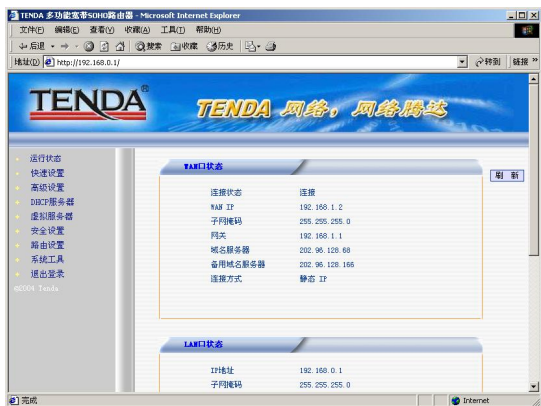 TENDA 多功能宽带SOHO路由器 - Microsoft Internet Explorer
文件(F) 编辑(E) 查看(V) 收藏(A) 工具(T) 帮助(H)
后退 搜索 收藏 历史
地址(D) http://192.168.0.1/ 转到 链接 »
TENDA® TENDA 网络，网络腾达
运行状态
快速设置
高级设置
DHCP服务器
虚拟服务器
安全设置
路由设置
系统工具
退出登录
©2004 Tenda
WAN口状态
刷 新
连接状态 连接
WAN IP 192.168.1.2
子网掩码 255.255.255.0
网关 192.168.1.1
域名服务器 202.96.128.68
备用域名服务器 202.96.128.166
连接方式 静态 IP
LAN口状态
IP地址 192.168.0.1
子网掩码 255.255.255.0
完成 Internet